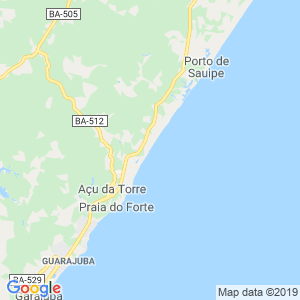 BA-505
Porto de
Sauipe
BA-512
Açu da Torre
Praia do Forte
GUARAJUBA
BA-529
Garajuba
Google
Map data ©2019